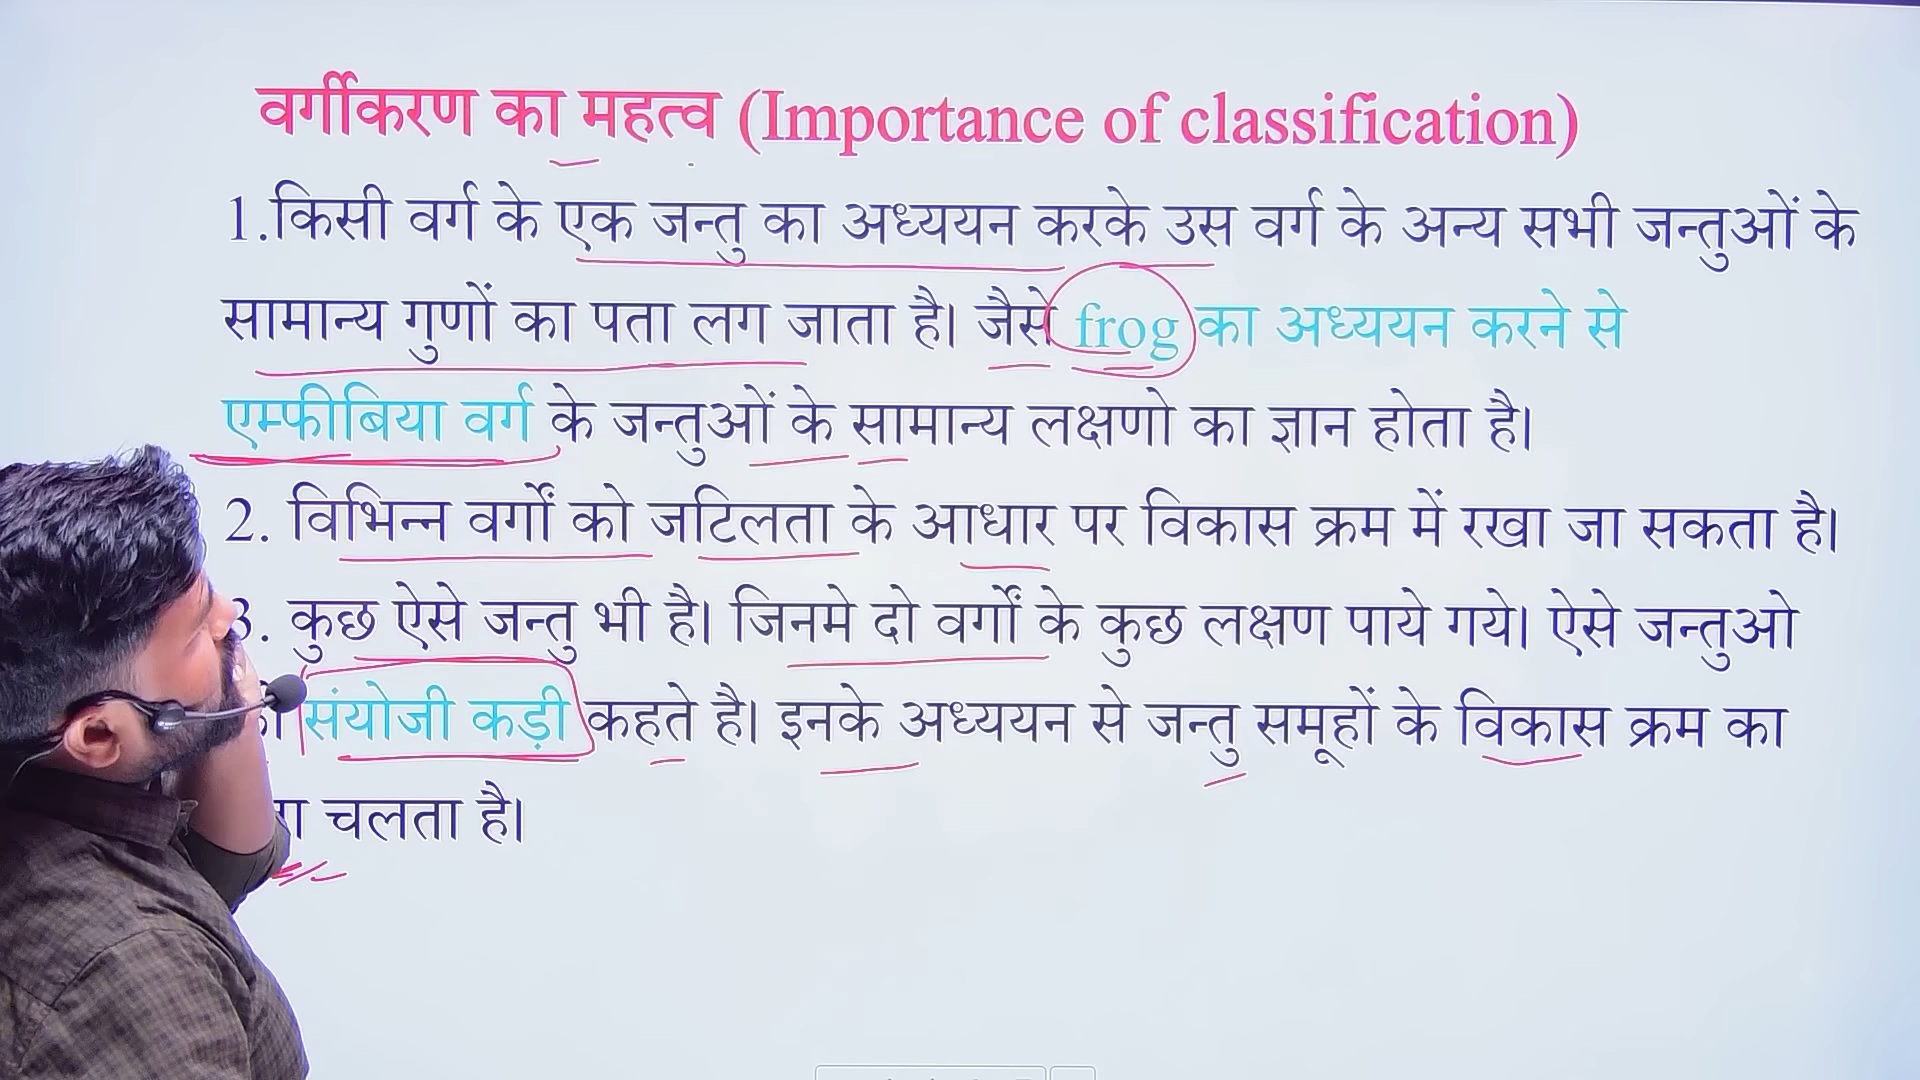 वर्गीकरण का महत्व (Importance of classification)
1.किसी वर्ग के एक जन्तु का अध्ययन करके उस वर्ग के अन्य सभी जन्तुओं के
सामान्य गुणों का पता लग जाता है। जैसे frog का अध्ययन करने से
एम्फीबिया वर्ग के जन्तुओं के सामान्य लक्षणो का ज्ञान होता है।
2. विभिन्न वर्गों को जटिलता के आधार पर विकास क्रम में रखा जा सकता है।
3. कुछ ऐसे जन्तु भी है। जिनमे दो वर्गों के कुछ लक्षण पाये गये। ऐसे जन्तुओ
संयोजी कड़ी कहते है। इनके अध्ययन से जन्तु समूहों के विकास क्रम का
चलता है।